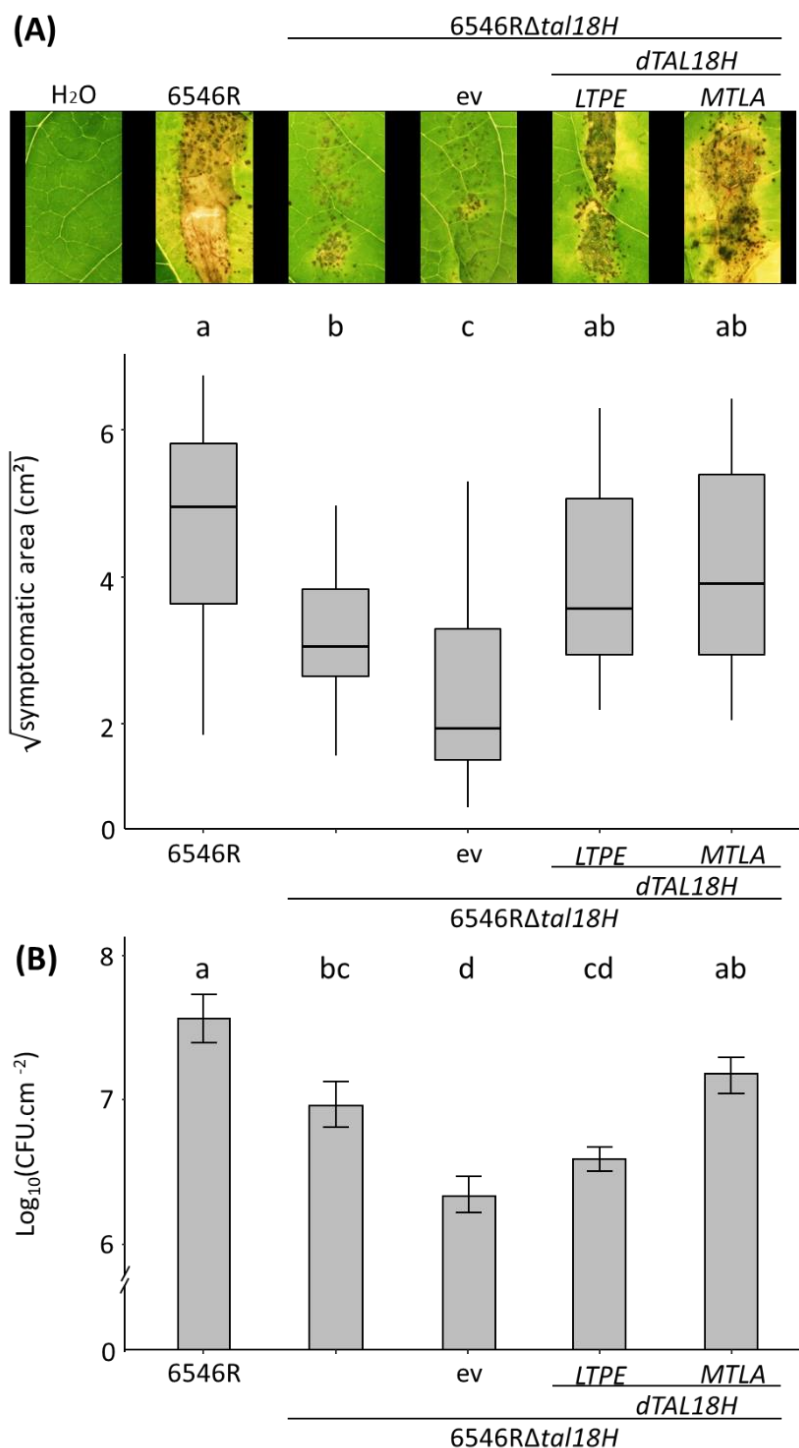 (A)
6546RΔtal18H
dTAL18H
H2O 6546R ev LTPE MTLA
a b c ab ab
√symptomatic area (cm²)
6
4
2
0
6546R ev LTPE MTLA
dTAL18H
6546RΔtal18H
(B)
a bc d cd ab
Log10(CFU.cm -2)
8
7
6
0
6546R ev LTPE MTLA
dTAL18H
6546RΔtal18H